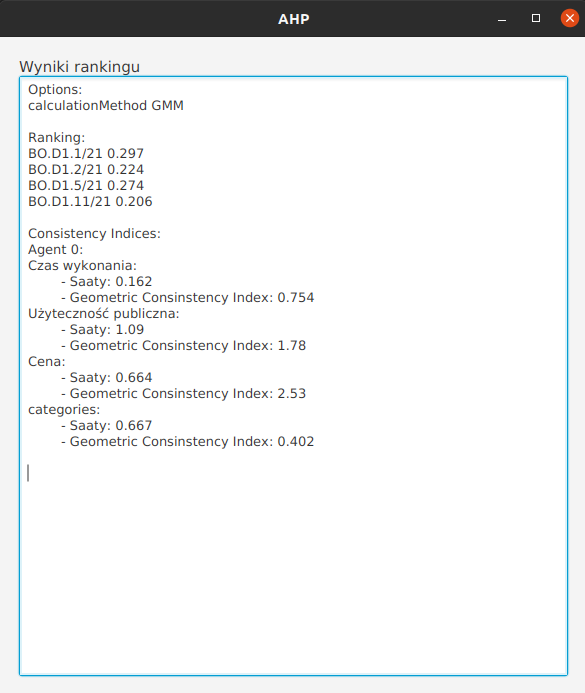 AHP
Wyniki rankingu
Options:
calculationMethod GMM
Ranking:
BO.D1.1/21 0.297
BO.D1.2/21 0.224
BO.D1.5/21 0.274
BO.D1.11/21 0.206
Consistency Indices:
Agent 0:
Czas wykonania:
- Saaty: 0.162
- Geometric Consinstency Index: 0.754
Użyteczność publiczna:
- Saaty: 1.09
- Geometric Consinstency Index: 1.78
Cena:
- Saaty: 0.664
- Geometric Consinstency Index: 2.53
categories:
- Saaty: 0.667
- Geometric Consinstency Index: 0.402